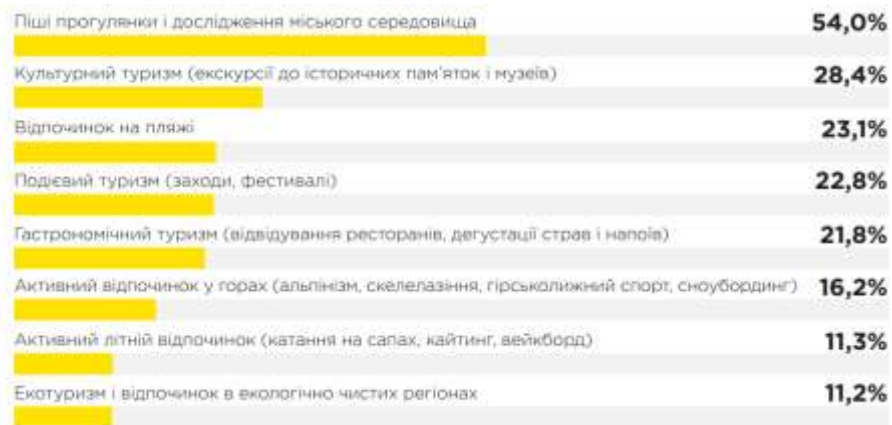 Піші прогулянки і дослідження міського середовища 54,0%
Культурний туризм (екскурсії до історичних пам'яток і музеїв) 28,4%
Відпочинок на пляжі 23,1%
Подієвий туризм (заходи, фестивалі) 22,8%
Гастрономічний туризм (відвідування ресторанів, дегустації страв і напоїв) 21,8%
Активний відпочинок у горах (альпінізм, скелелазіння, гірськолижний спорт, сноубординг) 16,2%
Активний літній відпочинок (катання на сапах, кайтинг, вейкборд) 11,3%
Екотуризм і відпочинок в екологічно чистих регіонах 11,2%